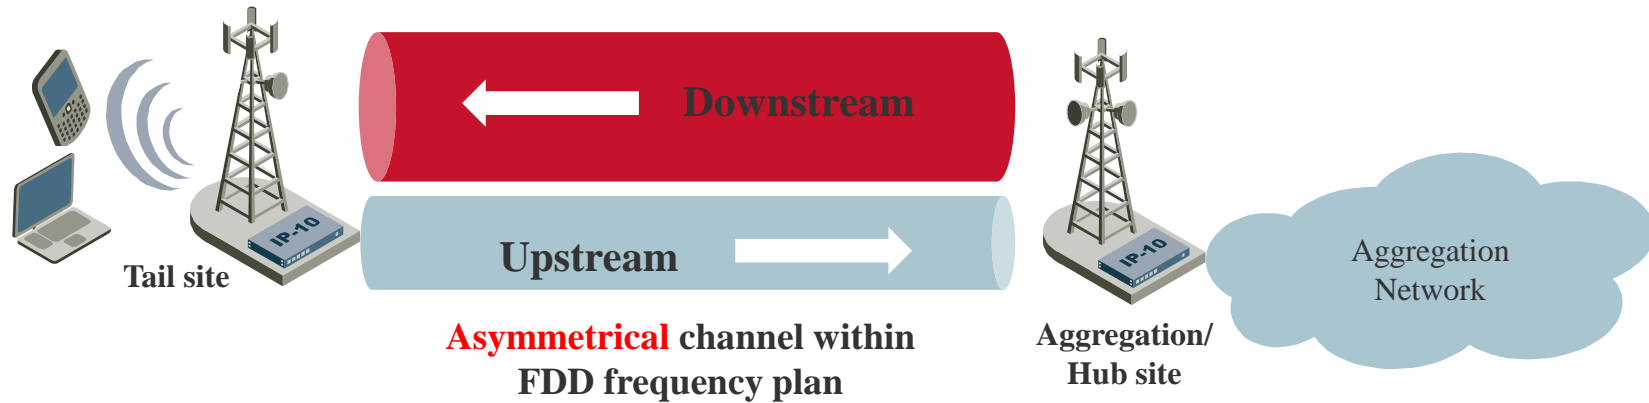 Downstream
Upstream
IP-10
Tail site
Asymmetrical channel within
FDD frequency plan
IP-10
Aggregation/
Hub site
Aggregation
Network